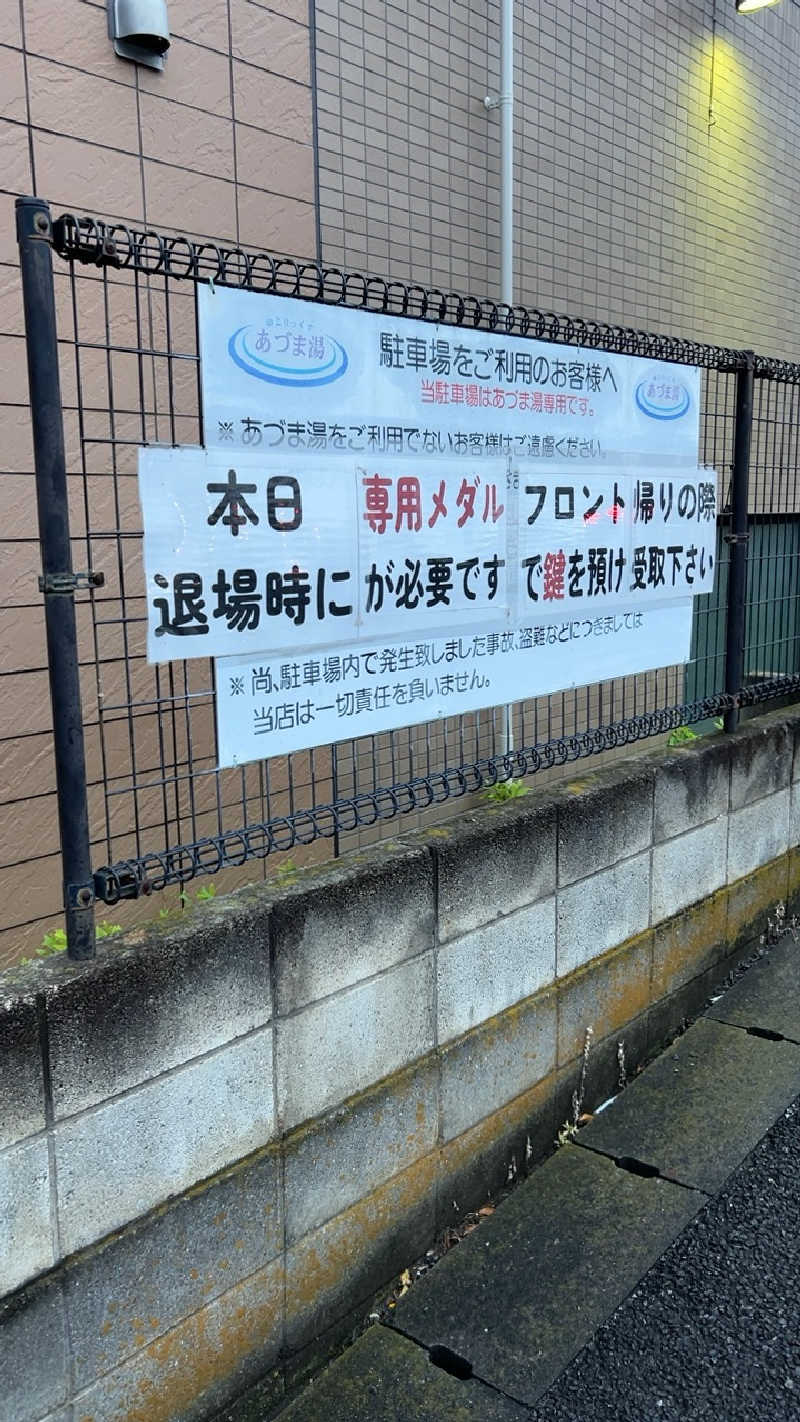 あづま湯
駐車場をご利用のお客様へ
当駐車場はあづま湯専用です。
あづま湯
※あづま湯をご利用でないお客様はご遠慮ください。
本日 専用メダル フロント 帰りの際
退場時に が必要です で鍵を預け 受取下さい
※尚、駐車場内で発生致しました事故、盗難などにつきましては
当店は一切責任を負いません。